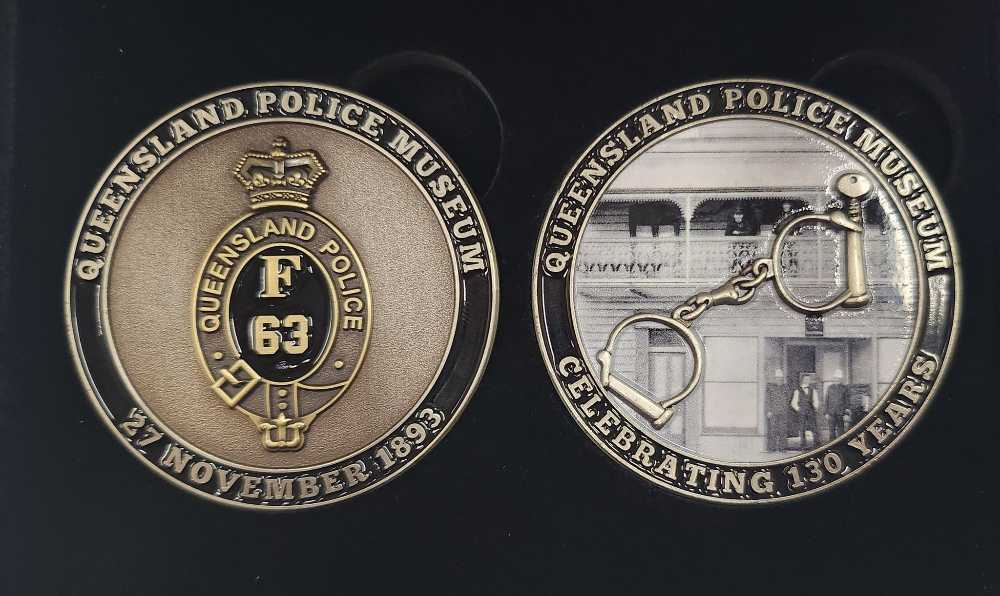 QUEENSLAND POLICE MUSEUM
QUEENSLAND POLICE
F
63
27 NOVEMBER 1893
QUEENSLAND POLICE MUSEUM
CELEBRATING 130 YEARS